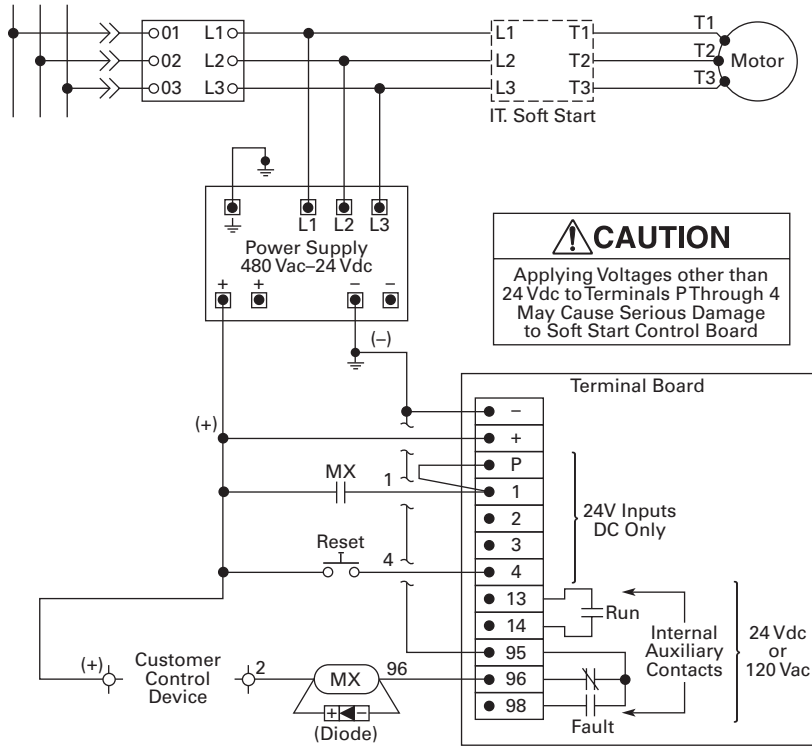 01 L1 L1 T1 T1
02 L2 L2 T2 T2 Motor
03 L3 L3 T3 T3
IT. Soft Start
L1 L2 L3
Power Supply
480 Vac–24 Vdc
+ + – –
CAUTION
Applying Voltages other than
24 Vdc to Terminals P Through 4
May Cause Serious Damage
to Soft Start Control Board
(–)
Terminal Board
–
(+) +
P
MX 1 1
2
24V Inputs
DC Only
3
Reset 4 4
13
Run
14
Internal
Auxiliary
Contacts
24 Vdc
or
120 Vac
95
(+) Customer
Control
Device
2 MX 96 96
98
Fault
+ –
(Diode)